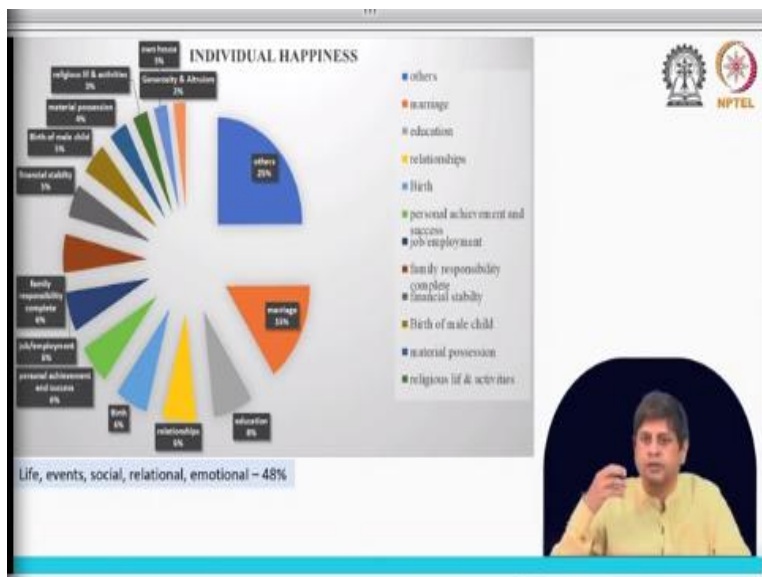 INDIVIDUAL HAPPINESS
own house
3%
religious lif & activities
3%
Generosity & Altruism
3%
material possession
4%
Birth of male child
5%
financial stabilty
5%
family
responsibility
complete
6%
job/employment
6%
personal achievement
and success
6%
Birth
6%
relationships
6%
education
8%
marriage
15%
others
25%
others
marriage
education
relationships
Birth
personal achievement and
success
job/employment
family responsibility
complete
financial stabilty
Birth of male child
material possession
religious lif & activities
NPTEL
Life, events, social, relational, emotional – 48%